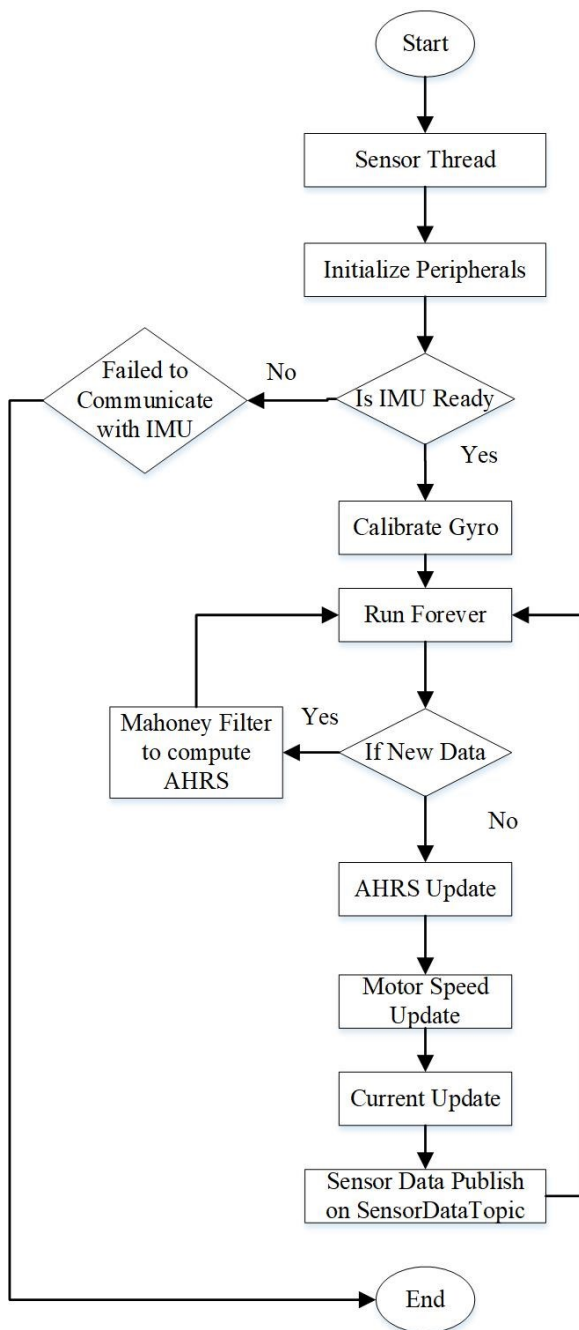 Start
Sensor Thread
Initialize Peripherals
Failed to
Communicate
with IMU
No
Is IMU Ready
Yes
Calibrate Gyro
Run Forever
Mahoney Filter
to compute
AHRS
Yes
If New Data
No
AHRS Update
Motor Speed
Update
Current Update
Sensor Data Publish
on SensorDataTopic
End